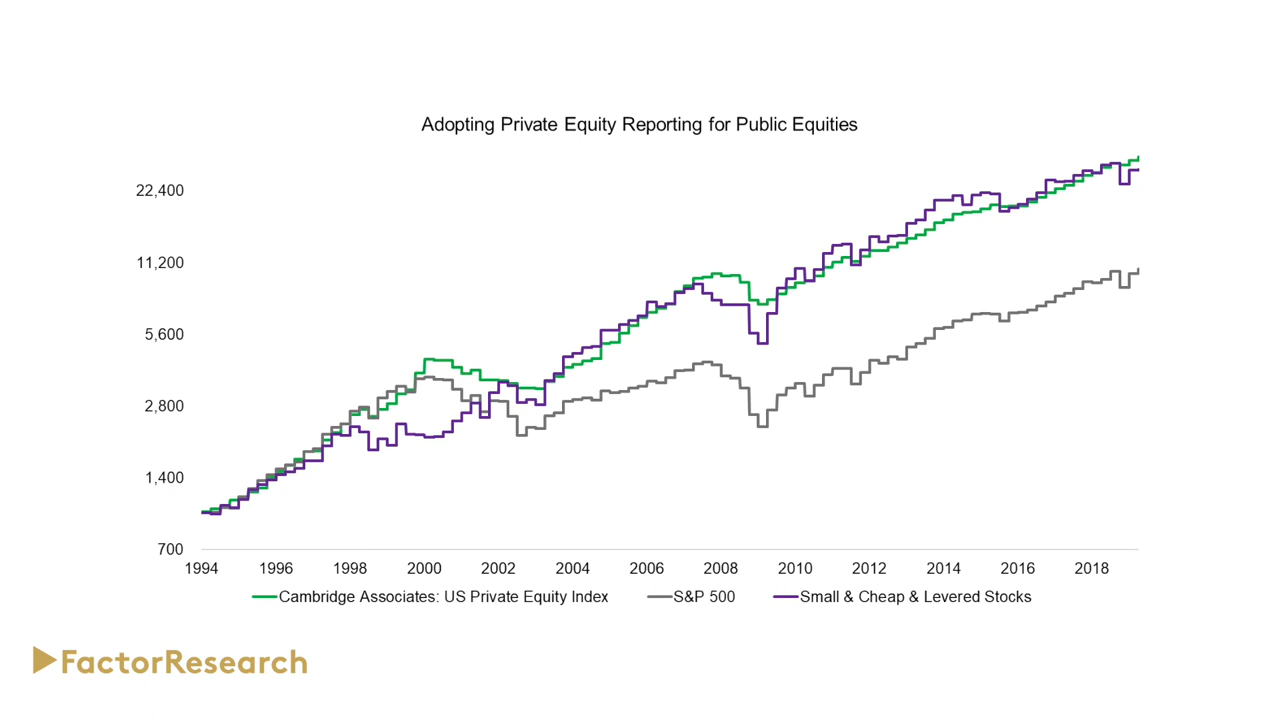 Adopting Private Equity Reporting for Public Equities
22,400
11,200
5,600
2,800
1,400
700
1994 1996 1998 2000 2002 2004 2006 2008 2010 2012 2014 2016 2018
Cambridge Associates: US Private Equity Index S&P 500 Small & Cheap & Levered Stocks
FactorResearch